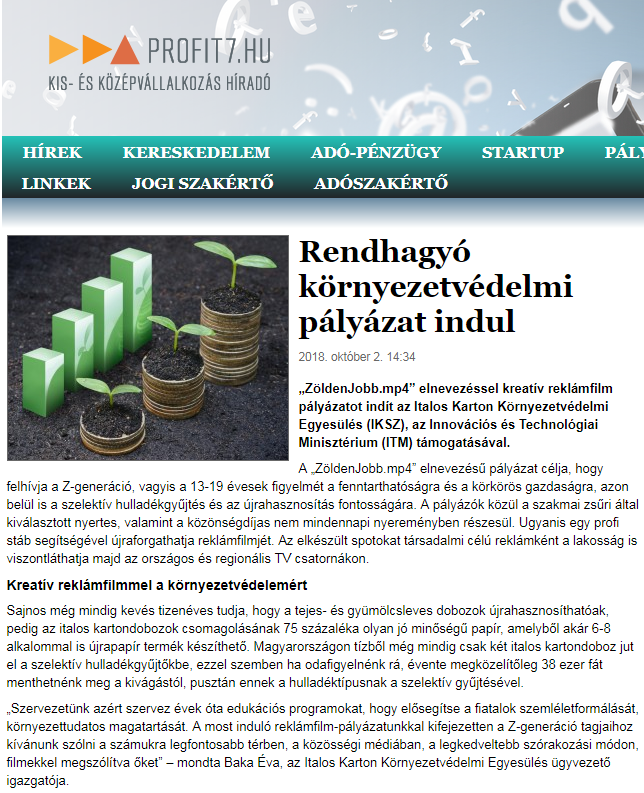 PROFIT7.HU
KIS- ÉS KÖZÉPVÁLLALKOZÁS HÍRADÓ
HÍREK KERESKEDELEM ADÓ-PÉNZÜGY STARTUP PÁLY
LINKEK JOGI SZAKÉRTŐ ADÓSZAKÉRTŐ
Rendhagyó
környezetvédelmi
pályázat indul
2018. október 2. 14:34
„ZöldenJobb.mp4” elnevezéssel kreatív reklámfilm
pályázatot indít az Italos Karton Környezetvédelmi
Egyesülés (IKSZ), az Innovációs és Technológiai
Minisztérium (ITM) támogatásával.
A „ZöldenJobb.mp4” elnevezésű pályázat célja, hogy
felhívja a Z-generáció, vagyis a 13-19 évesek figyelmét a fenntarthatóságra és a körkörös gazdaságra, azon
belül is a szelektív hulladékgyűjtés és az újrahasznosítás fontosságára. A pályázók közül a szakmai zsűri által
kiválasztott nyertes, valamint a közönségdíjas nem mindennapi nyereményben részesül. Ugyanis egy profi
stáb segítségével újraforgathatja reklámfilmjét. Az elkészült spotokat társadalmi célú reklámként a lakosság is
viszontláthatja majd az országos és regionális TV csatornákon.
Kreatív reklámfilmmel a környezetvédelemért
Sajnos még mindig kevés tizenéves tudja, hogy a tejes- és gyümölcsleves dobozok újrahasznosíthatóak,
pedig az italos kartondobozok csomagolásának 75 százaléka olyan jó minőségű papír, amelyből akár 6-8
alkalommal is újrapapír termék készíthető. Magyarországon tízből még mindig csak két italos kartondoboz jut
el a szelektív hulladékgyűjtőkbe, ezzel szemben ha odafigyelnénk rá, évente megközelítőleg 38 ezer fát
menthetnénk meg a kivágástól, pusztán ennek a hulladéktípusnak a szelektív gyűjtésével.
„Szervezetünk azért szervez évek óta edukációs programokat, hogy elősegítse a fiatalok szemléletformálását,
környezettudatos magatartását. A most induló reklámfilm-pályázatunkkal kifejezetten a Z-generáció tagjaihoz
kívánunk szólni a számukra legfontosabb térben, a közösségi médiában, a legkedveltebb szórakozási módon,
filmekkel megszólítva őket” – mondta Baka Éva, az Italos Karton Környezetvédelmi Egyesülés ügyvezető
igazgatója.